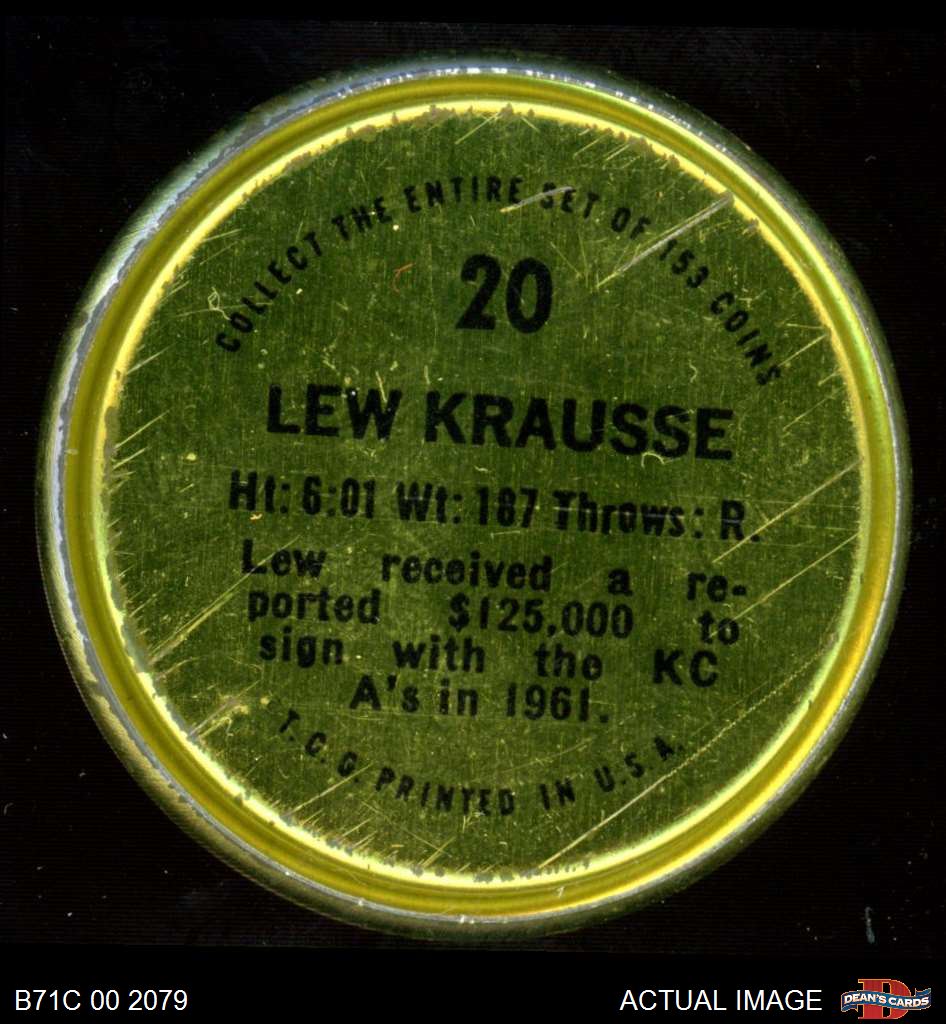 COLLECT THE ENTIRE SET OF 153 COINS
20
LEW KRAUSSE
Ht: 6:01 Wt: 187 Throws: R.
Lew received a re-
ported $125,000 to
sign with the KC
A's in 1961.
T.C.G. PRINTED IN U.S.A.
B71C 00 2079
ACTUAL IMAGE
D
DEAN'S CARDS